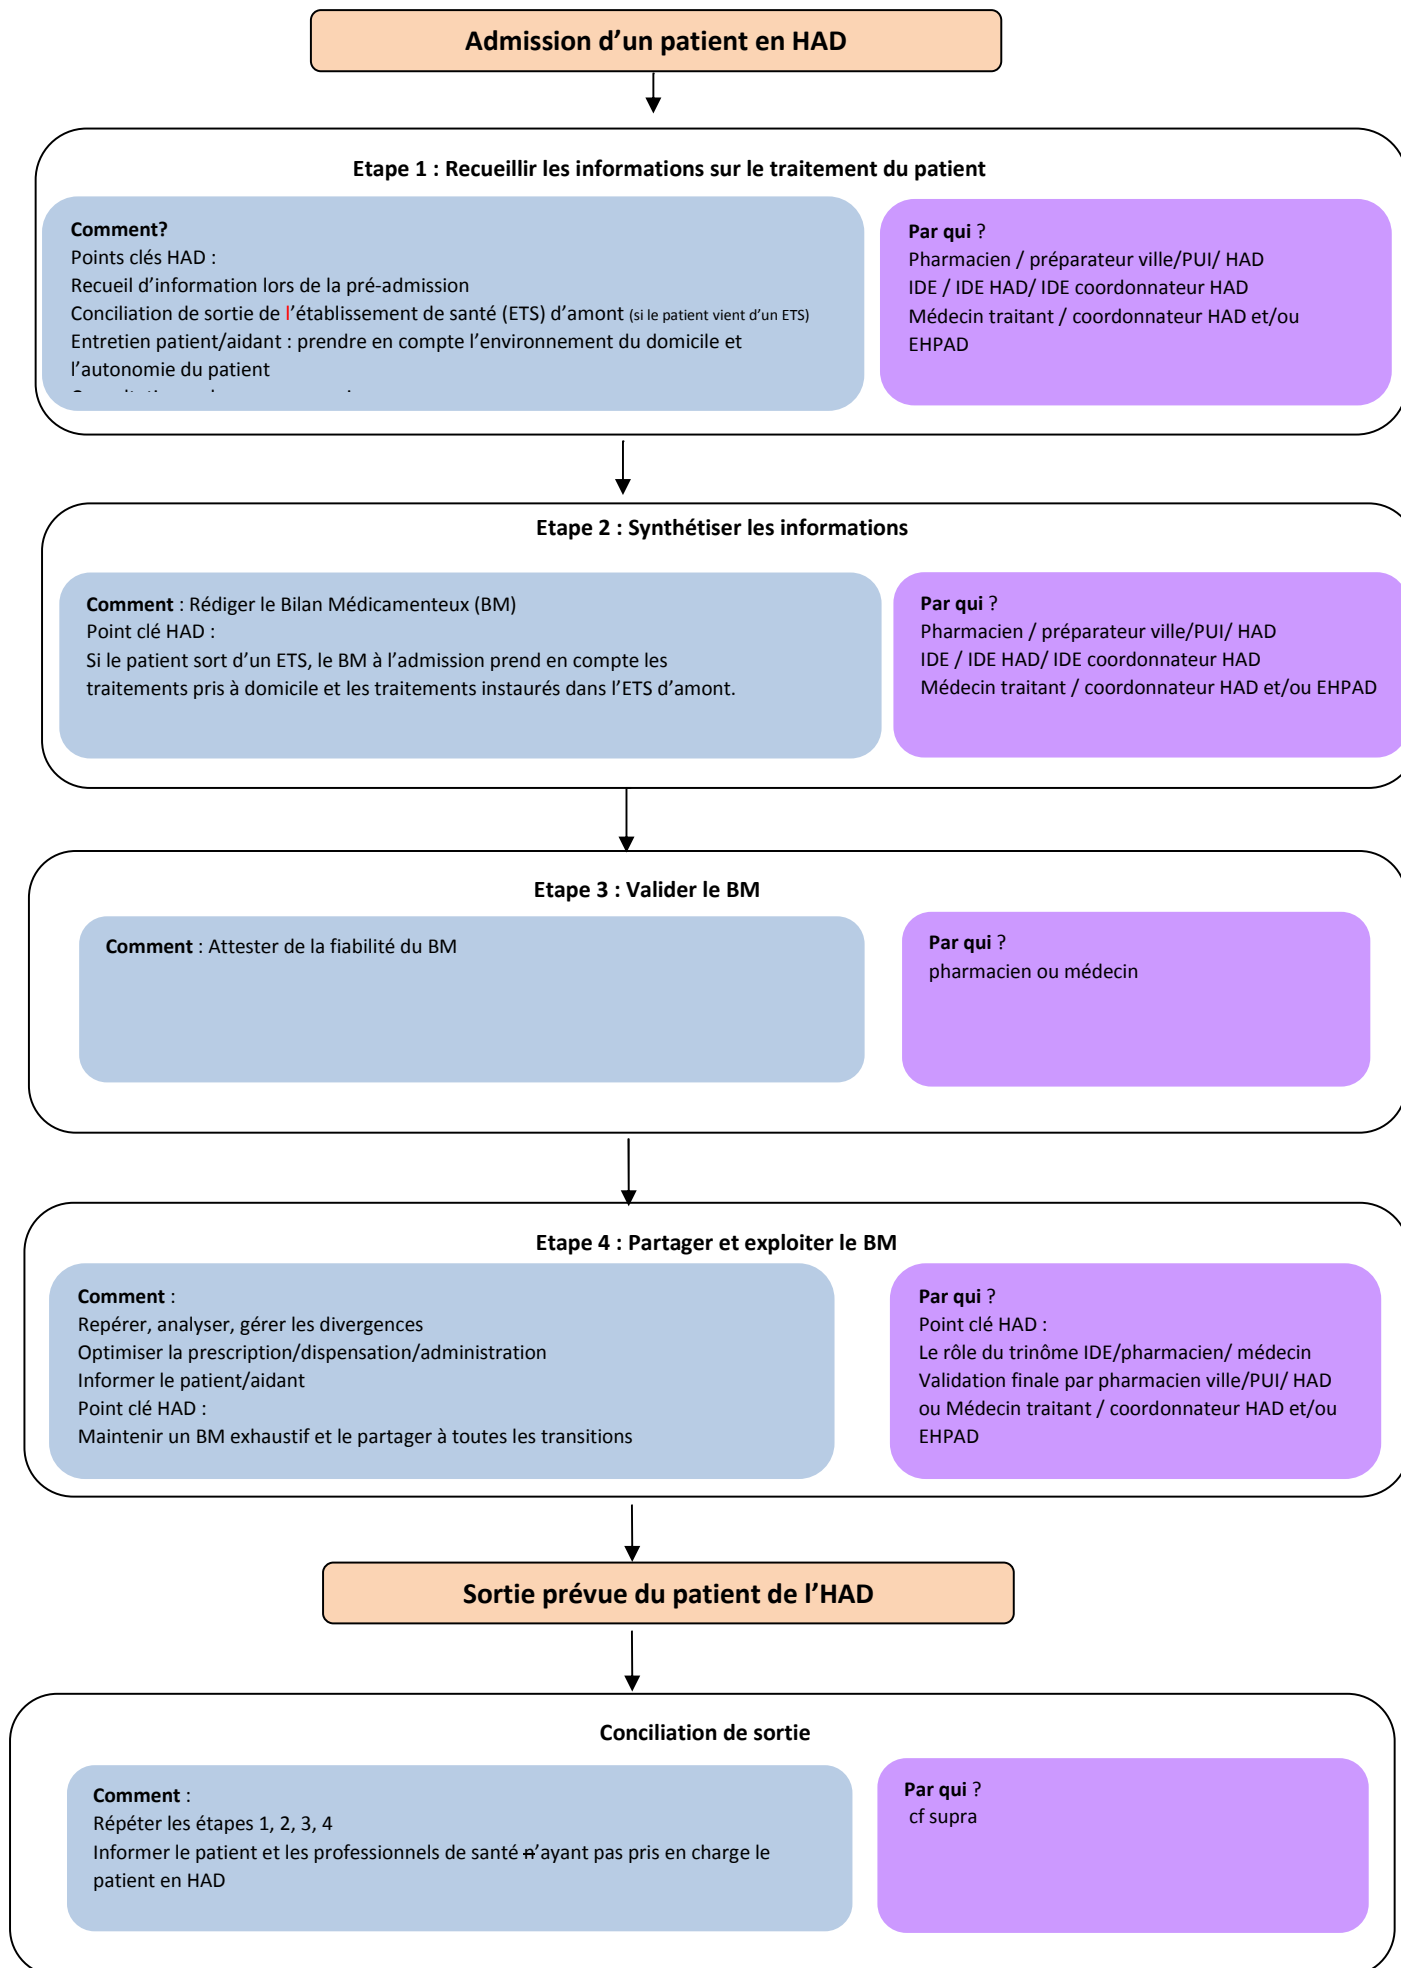 Admission d’un patient en HAD
Etape 1 : Recueillir les informations sur le traitement du patient
Comment?
Points clés HAD :
Recueil d’information lors de la pré-admission
Conciliation de sortie de l’établissement de santé (ETS) d’amont (si le patient vient d’un ETS)
Entretien patient/aidant : prendre en compte l’environnement du domicile et
l’autonomie du patient
Par qui ?
Pharmacien / préparateur ville/PUI/ HAD
IDE / IDE HAD/ IDE coordonnateur HAD
Médecin traitant / coordonnateur HAD et/ou
EHPAD
Etape 2 : Synthétiser les informations
Comment : Rédiger le Bilan Médicamenteux (BM)
Point clé HAD :
Si le patient sort d’un ETS, le BM à l’admission prend en compte les
traitements pris à domicile et les traitements instaurés dans l’ETS d’amont.
Par qui ?
Pharmacien / préparateur ville/PUI/ HAD
IDE / IDE HAD/ IDE coordonnateur HAD
Médecin traitant / coordonnateur HAD et/ou EHPAD
Etape 3 : Valider le BM
Comment : Attester de la fiabilité du BM
Par qui ?
pharmacien ou médecin
Etape 4 : Partager et exploiter le BM
Comment :
Repérer, analyser, gérer les divergences
Optimiser la prescription/dispensation/administration
Informer le patient/aidant
Point clé HAD :
Maintenir un BM exhaustif et le partager à toutes les transitions
Par qui ?
Point clé HAD :
Le rôle du trinôme IDE/pharmacien/ médecin
Validation finale par pharmacien ville/PUI/ HAD
ou Médecin traitant / coordonnateur HAD et/ou
EHPAD
Sortie prévue du patient de l’HAD
Conciliation de sortie
Comment :
Répéter les étapes 1, 2, 3, 4
Informer le patient et les professionnels de santé n’ayant pas pris en charge le
patient en HAD
Par qui ?
cf supra